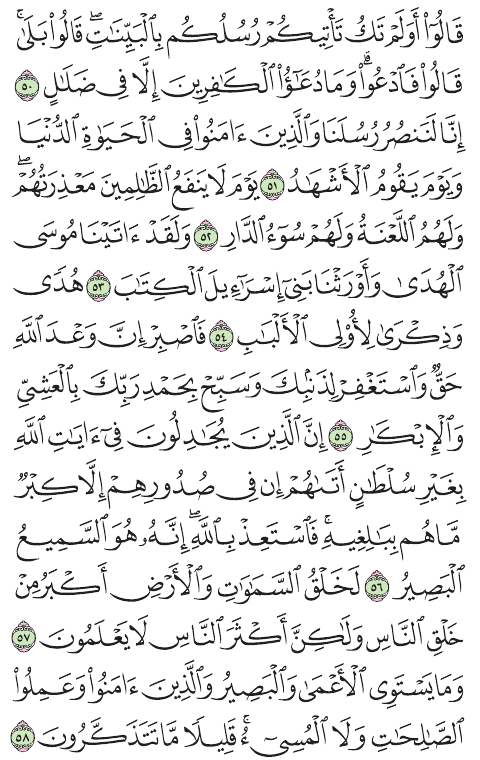 قَالُوٓا۟ أَوَلَمْ تَكُ تَأْتِيكُمْ رُسُلُكُم بِٱلْبَيِّنَٰتِ ۖ قَالُوا۟ بَلَىٰ ۚ
قَالُوا۟ فَٱدْعُوا۟ ۗ وَمَا دُعَٰٓؤُا۟ ٱلْكَٰفِرِينَ إِلَّا فِى ضَلَٰلٍ ٥٠
إِنَّا لَنَنصُرُ رُسُلَنَا وَٱلَّذِينَ ءَامَنُوا۟ فِى ٱلْحَيَوٰةِ ٱلدُّنْيَا
وَيَوْمَ يَقُومُ ٱلْأَشْهَٰدُ ٥١ يَوْمَ لَا يَنفَعُ ٱلظَّٰلِمِينَ مَعْذِرَتُهُمْ ۖ
وَلَهُمُ ٱللَّعْنَةُ وَلَهُمْ سُوٓءُ ٱلدَّارِ ٥٢ وَلَقَدْ ءَاتَيْنَا مُوسَى
ٱلْهُدَىٰ وَأَوْرَثْنَا بَنِىٓ إِسْرَٰٓءِيلَ ٱلْكِتَٰبَ ٥٣ هُدًى
وَذِكْرَىٰ لِأُو۟لِى ٱلْأَلْبَٰبِ ٥٤ فَٱصْبِرْ إِنَّ وَعْدَ ٱللَّهِ
حَقٌّ وَٱسْتَغْفِرْ لِذَنۢبِكَ وَسَبِّحْ بِحَمْدِ رَبِّكَ بِٱلْعَشِىِّ
وَٱلْإِبْكَٰرِ ٥٥ إِنَّ ٱلَّذِينَ يُجَٰدِلُونَ فِىٓ ءَايَٰتِ ٱللَّهِ
بِغَيْرِ سُلْطَٰنٍ أَتَىٰهُمْ ۙ إِن فِى صُدُورِهِمْ إِلَّا كِبْرٌ
مَّا هُم بِبَٰلِغِيهِ ۚ فَٱسْتَعِذْ بِٱللَّهِ ۖ إِنَّهُۥ هُوَ ٱلسَّمِيعُ
ٱلْبَصِيرُ ٥٦ لَخَلْقُ ٱلسَّمَٰوَٰتِ وَٱلْأَرْضِ أَكْبَرُ مِنْ
خَلْقِ ٱلنَّاسِ وَلَٰكِنَّ أَكْثَرَ ٱلنَّاسِ لَا يَعْلَمُونَ ٥٧
وَمَا يَسْتَوِى ٱلْأَعْمَىٰ وَٱلْبَصِيرُ وَٱلَّذِينَ ءَامَنُوا۟ وَعَمِلُوا۟
ٱلصَّٰلِحَٰتِ وَلَا ٱلْمُسِىٓءُ ۚ قَلِيلًا مَّا تَتَذَكَّرُونَ ٥٨